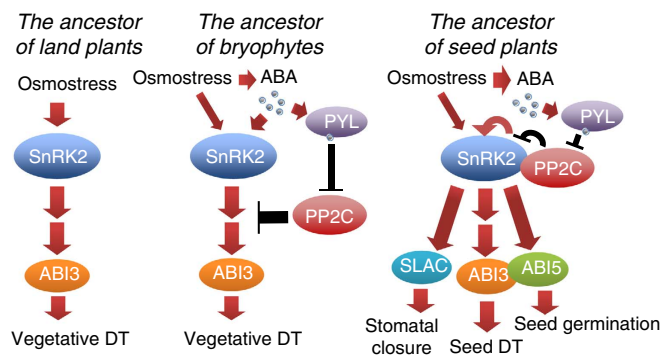 The ancestor
of land plants
Osmostress
SnRK2
ABI3
Vegetative DT
The ancestor
of bryophytes
Osmostress
ABA
PYL
SnRK2
PP2C
ABI3
Vegetative DT
The ancestor
of seed plants
Osmostress
ABA
PYL
SnRK2
PP2C
SLAC
ABI3
ABI5
Stomatal
closure
Seed DT
Seed germination